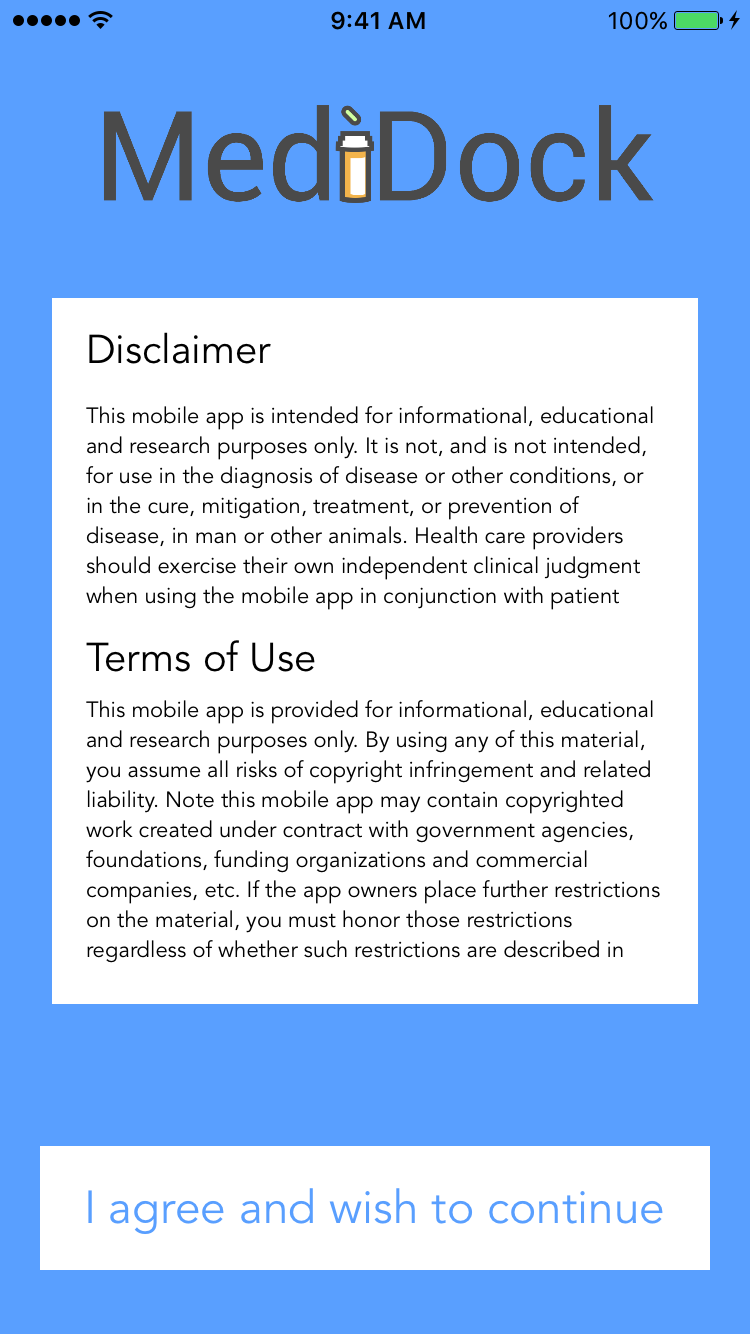 9:41 AM 100%
MediDock
Disclaimer
This mobile app is intended for informational, educational
and research purposes only. It is not, and is not intended,
for use in the diagnosis of disease or other conditions, or
in the cure, mitigation, treatment, or prevention of
disease, in man or other animals. Health care providers
should exercise their own independent clinical judgment
when using the mobile app in conjunction with patient
Terms of Use
This mobile app is provided for informational, educational
and research purposes only. By using any of this material,
you assume all risks of copyright infringement and related
liability. Note this mobile app may contain copyrighted
work created under contract with government agencies,
foundations, funding organizations and commercial
companies, etc. If the app owners place further restrictions
on the material, you must honor those restrictions
regardless of whether such restrictions are described in
I agree and wish to continue